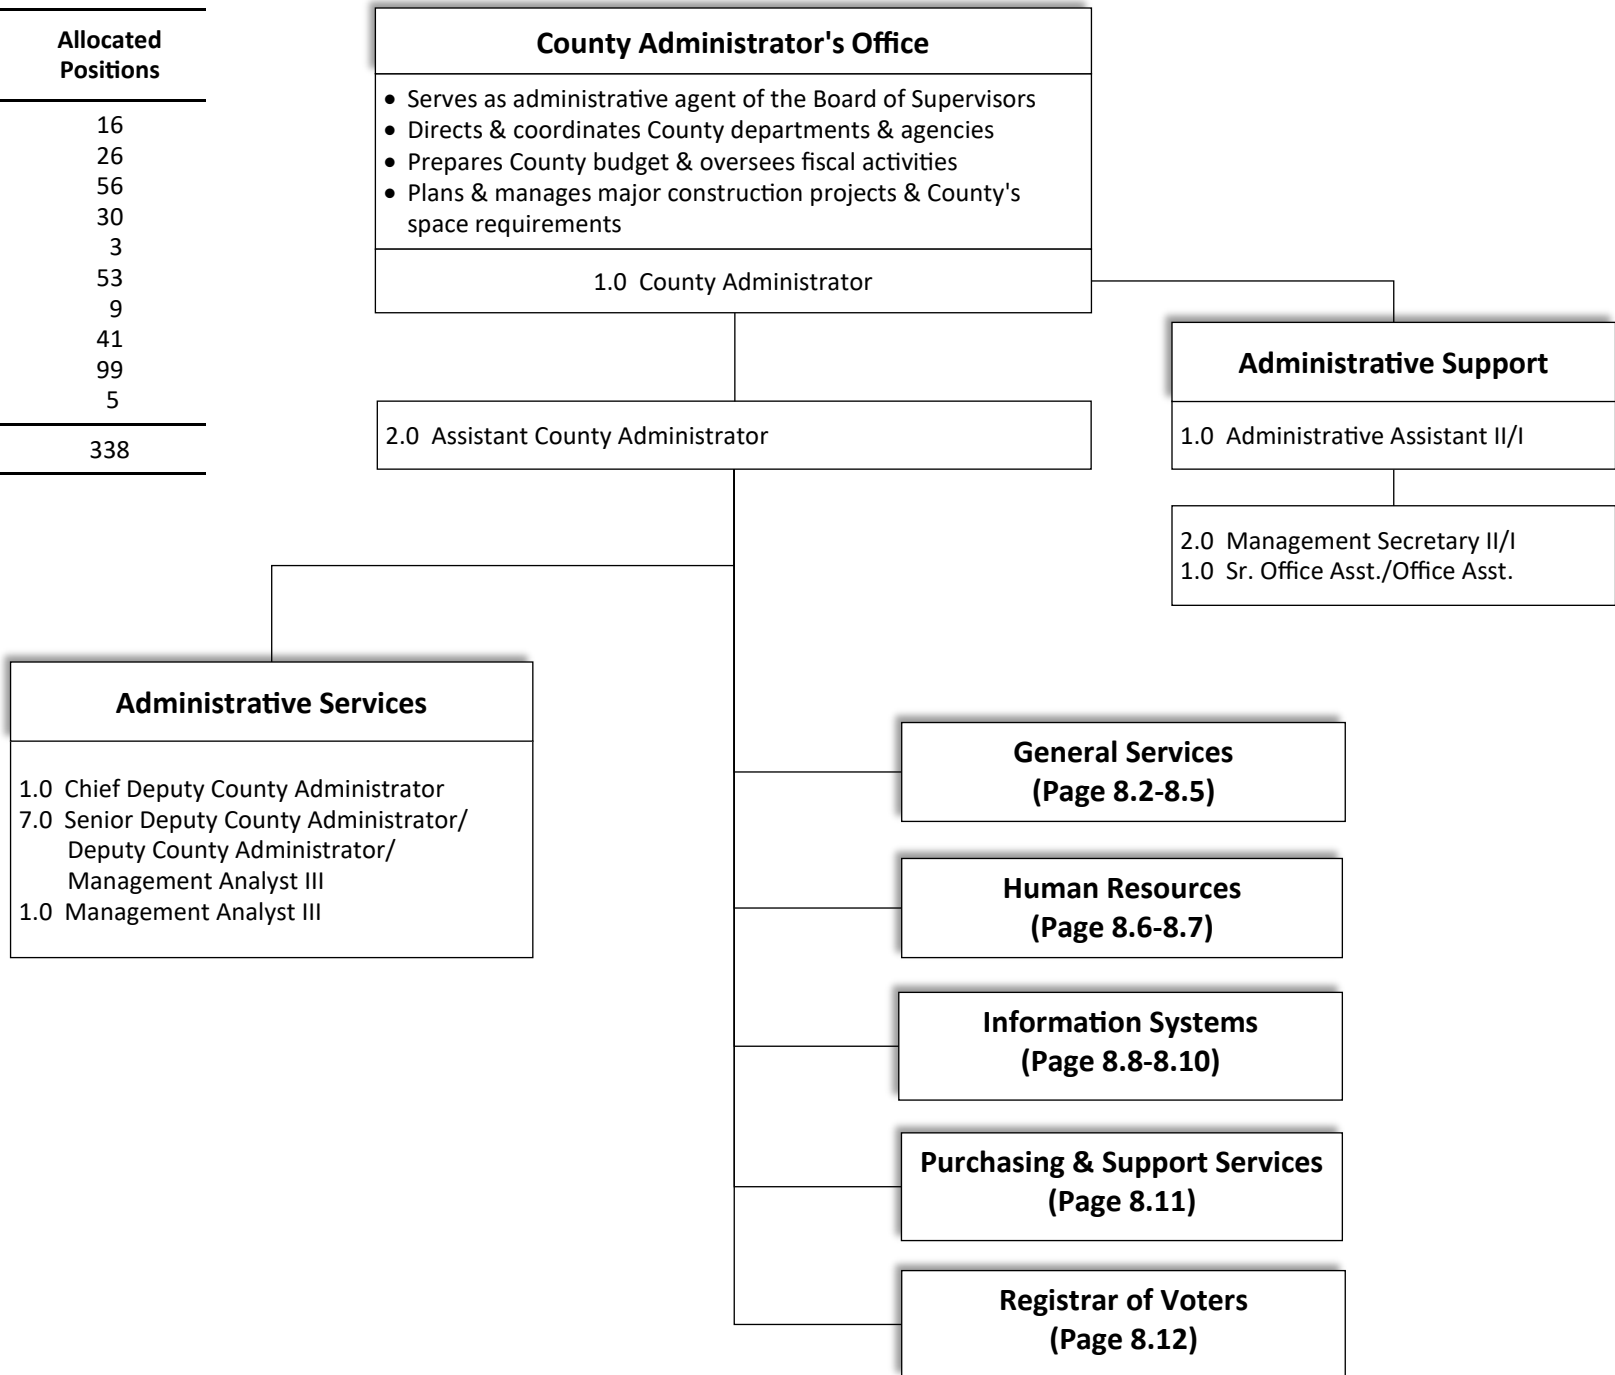 Allocated
Positions
16
26
56
30
3
53
9
41
99
5
338
County Administrator's Office
• Serves as administrative agent of the Board of Supervisors
• Directs & coordinates County departments & agencies
• Prepares County budget & oversees fiscal activities
• Plans & manages major construction projects & County's
space requirements
1.0 County Administrator
Administrative Support
1.0 Administrative Assistant II/I
2.0 Management Secretary II/I
1.0 Sr. Office Asst./Office Asst.
2.0 Assistant County Administrator
Administrative Services
1.0 Chief Deputy County Administrator
7.0 Senior Deputy County Administrator/
Deputy County Administrator/
Management Analyst III
1.0 Management Analyst III
General Services
(Page 8.2-8.5)
Human Resources
(Page 8.6-8.7)
Information Systems
(Page 8.8-8.10)
Purchasing & Support Services
(Page 8.11)
Registrar of Voters
(Page 8.12)